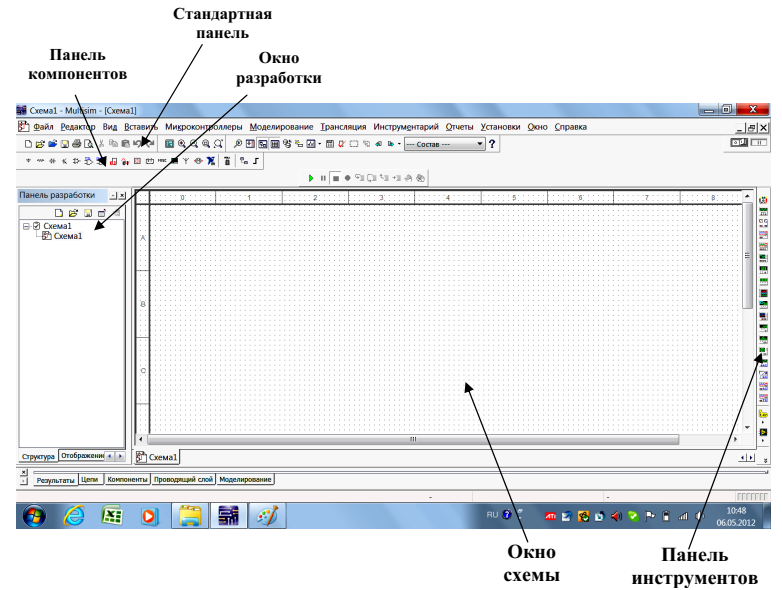 Стандартная
панель
Панель
компонентов
Окно
разработки
Схема1 - Multisim - [Схема1]
Файл Редактор Вид Вставить Микроконтроллеры Моделирование Трансляция Инструментарий Отчеты Установки Окно Справка
--- Состав ---
Панель разработки
Схема1
Схема1
0 1 2 3 4 5 6 7 8
A
B
C
Структура Отображение
Схема1
Результаты Цепи Компоненты Проводящий слой Моделирование
RU
10:48
06.05.2012
Окно
схемы
Панель
инструментов